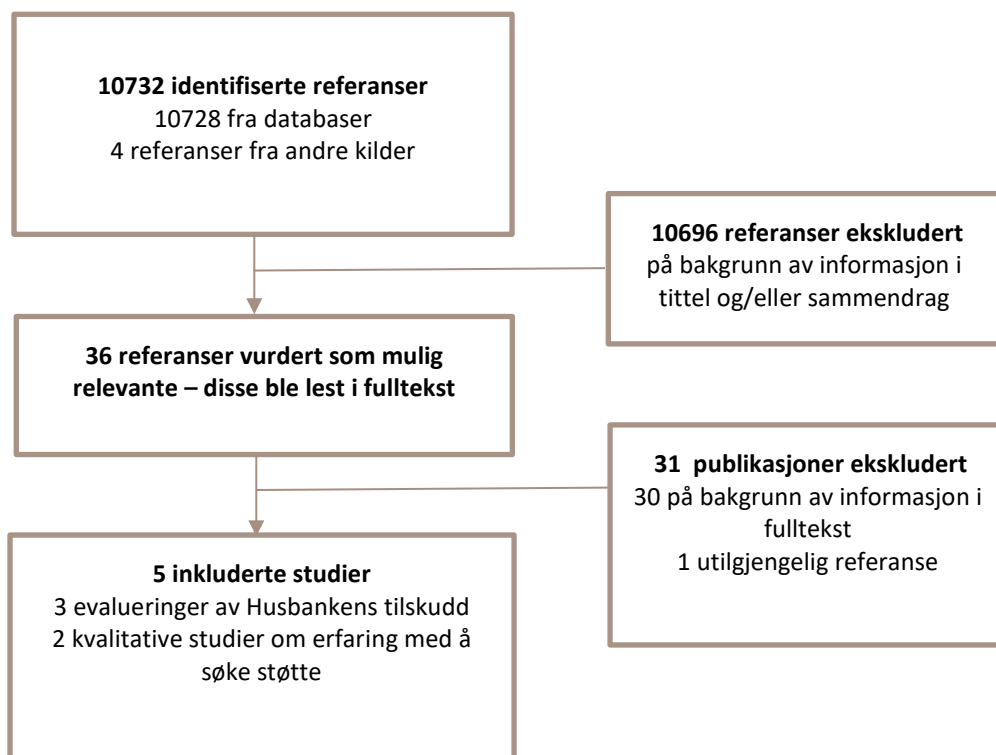 10732 identifiserte referanser
10728 fra databaser
4 referanser fra andre kilder
10696 referanser ekskludert
på bakgrunn av informasjon i
tittel og/eller sammendrag
36 referanser vurdert som mulig
relevante – disse ble lest i fulltekst
31 publikasjoner ekskludert
30 på bakgrunn av informasjon i
fulltekst
1 utilgjengelig referanse
5 inkluderte studier
3 evalueringer av Husbankens tilskudd
2 kvalitative studier om erfaring med å
søke støtte